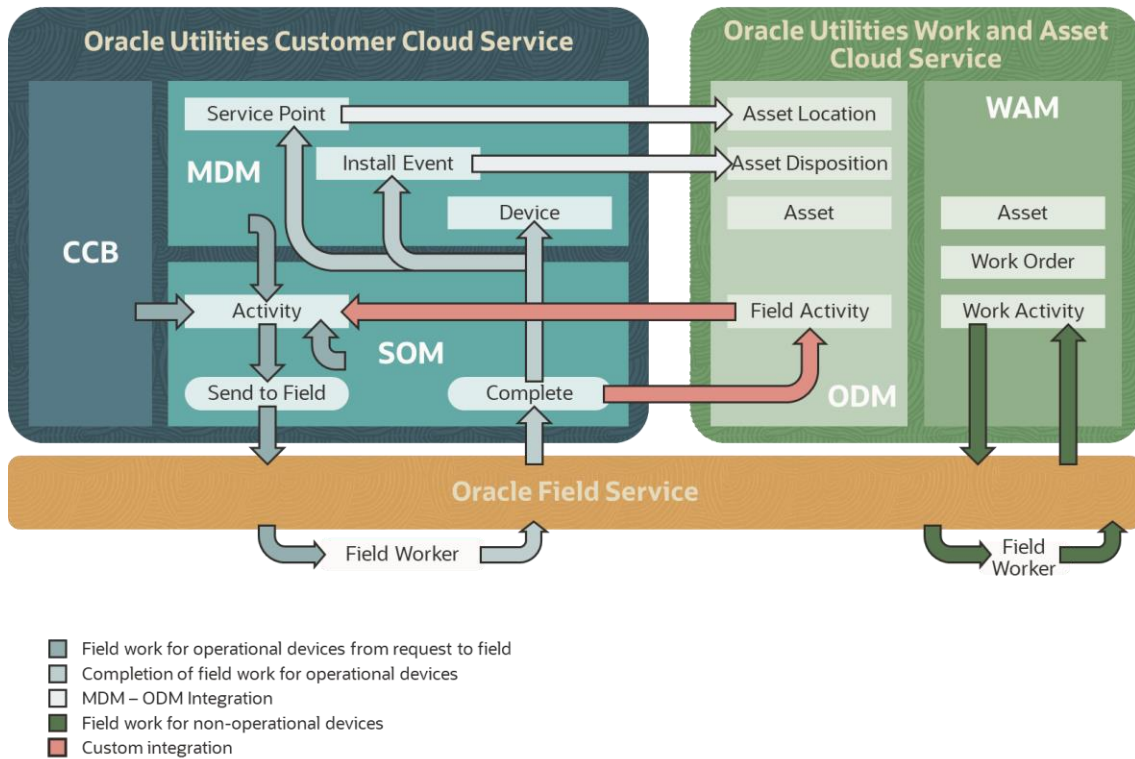 Oracle Utilities Customer Cloud Service
Oracle Utilities Work and Asset
Cloud Service
CCB
MDM
Service Point
Install Event
Device
SOM
Activity
Send to Field
Complete
Asset Location
Asset Disposition
Asset
Field Activity
ODM
WAM
Asset
Work Order
Work Activity
Oracle Field Service
Field Worker
Field
Worker
Field work for operational devices from request to field
Completion of field work for operational devices
MDM – ODM Integration
Field work for non-operational devices
Custom integration